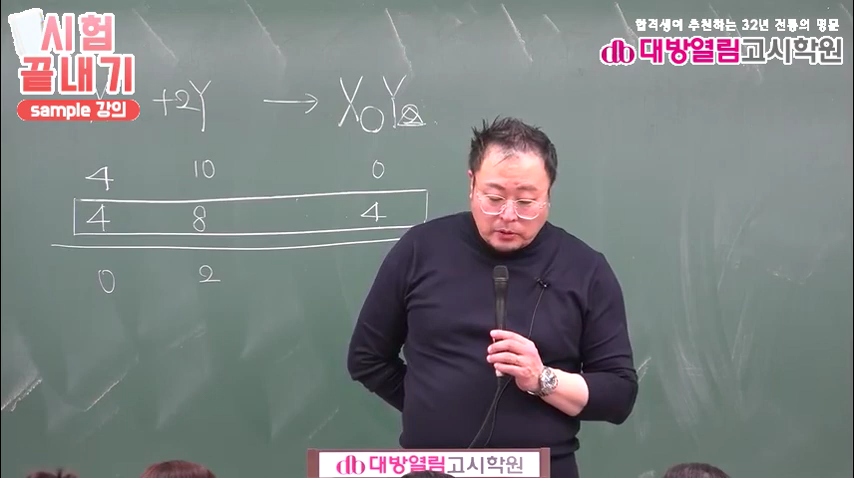 시험
끝내기
sample 강의
합격생이 추천하는 32년 전통의 명문
대방열림고시학원
+2Y → XOY2
4 10 0
4 8 4
0 2
대방열림고시학원